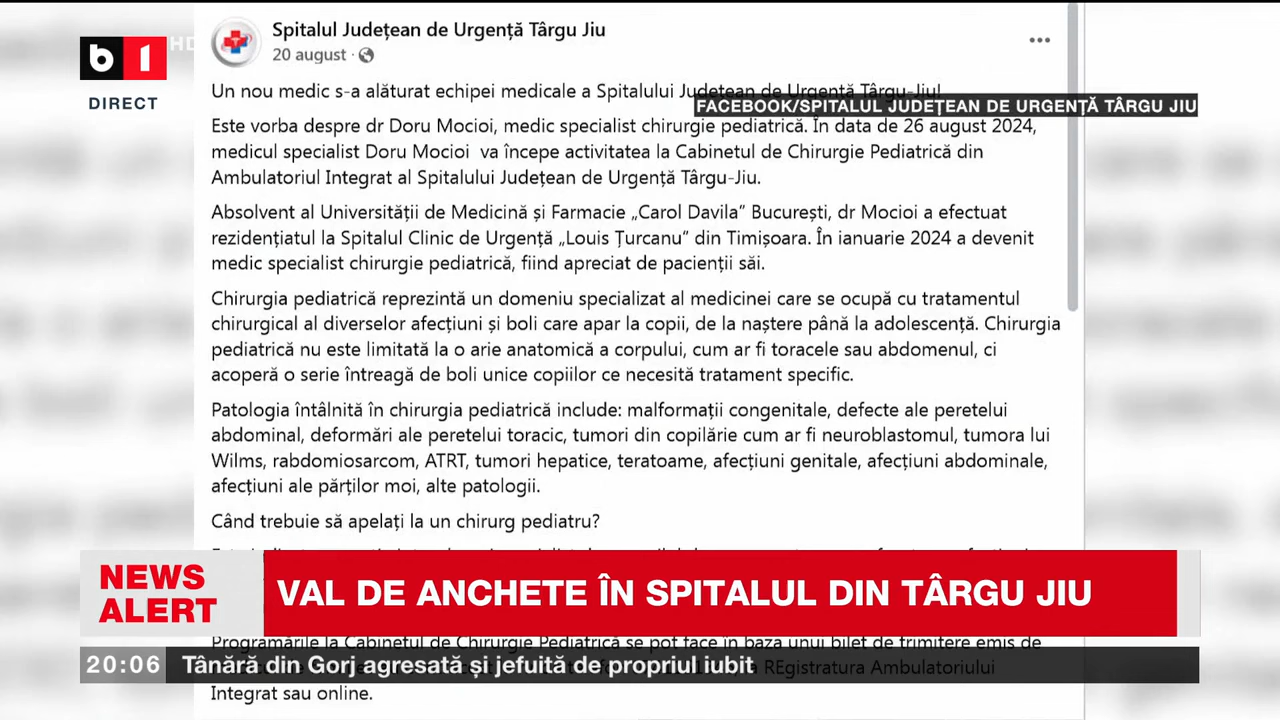 b1
HD
DIRECT
Spitalul Județean de Urgență Târgu Jiu
20 august
Un nou medic s-a alăturat echipei medicale a Spitalului Județean de Urgență Târgu-Jiu!
FACEBOOK/SPITALUL JUDEȚEAN DE URGENȚĂ TÂRGU JIU
Este vorba despre dr Doru Mocioi, medic specialist chirurgie pediatrică. În data de 26 august 2024,
medicul specialist Doru Mocioi va începe activitatea la Cabinetul de Chirurgie Pediatrică din
Ambulatoriul Integrat al Spitalului Județean de Urgență Târgu-Jiu.
Absolvent al Universității de Medicină și Farmacie „Carol Davila” București, dr Mocioi a efectuat
rezidențiatul la Spitalul Clinic de Urgență „Louis Țurcanu” din Timișoara. În ianuarie 2024 a devenit
medic specialist chirurgie pediatrică, fiind apreciat de pacienții săi.
Chirurgia pediatrică reprezintă un domeniu specializat al medicinei care se ocupă cu tratamentul
chirurgical al diverselor afecțiuni și boli care apar la copii, de la naștere până la adolescență. Chirurgia
pediatrică nu este limitată la o arie anatomică a corpului, cum ar fi toracele sau abdomenul, ci
acoperă o serie întreagă de boli unice copiilor ce necesită tratament specific.
Patologia întâlnită în chirurgia pediatrică include: malformații congenitale, defecte ale peretelui
abdominal, deformări ale peretelui toracic, tumori din copilărie cum ar fi neuroblastomul, tumora lui
Wilms, rabdomiosarcom, ATRT, tumori hepatice, teratoame, afecțiuni genitale, afecțiuni abdominale,
afecțiuni ale părților moi, alte patologii.
Când trebuie să apelați la un chirurg pediatru?
NEWS
ALERT
VAL DE ANCHETE ÎN SPITALUL DIN TÂRGU JIU
Programările la Cabinetul de Chirurgie Pediatrică se pot face în baza unui bilet de trimitere emis de
20:06 Tânără din Gorj agresată și jefuită de propriul iubit
REgistratura Ambulatoriului
Integrat sau online.